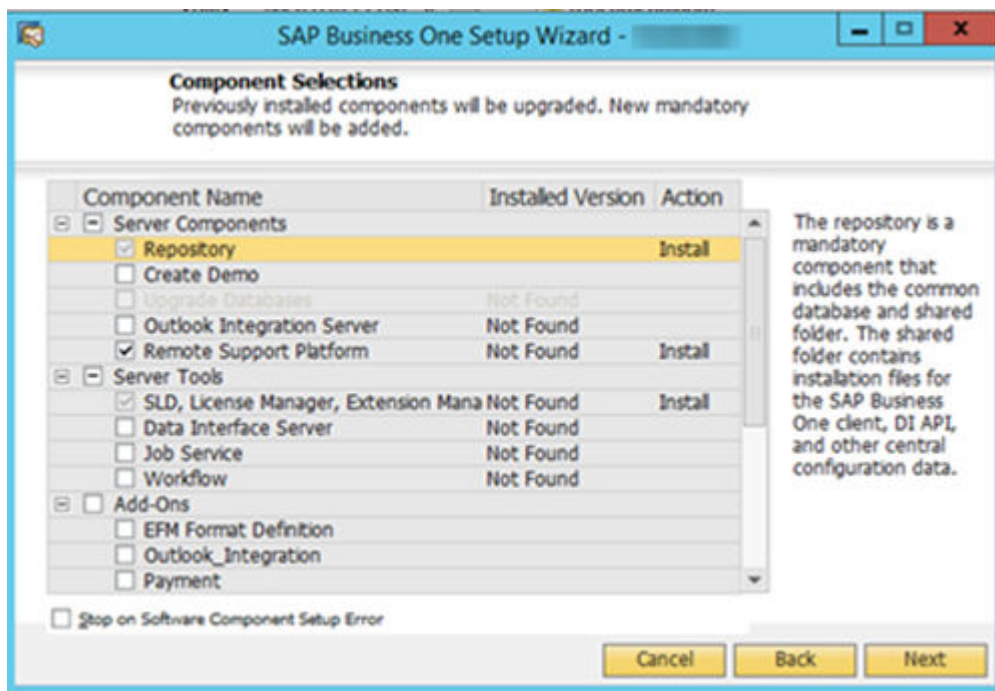 SAP Business One Setup Wizard -
Component Selections
Previously installed components will be upgraded. New mandatory
components will be added.
Component Name Installed Version Action
Server Components
Repository Install
Create Demo
Upgrade Databases Not Found
Outlook Integration Server Not Found
Remote Support Platform Not Found Install
Server Tools
SLD, License Manager, Extension Mana Not Found Install
Data Interface Server Not Found
Job Service Not Found
Workflow Not Found
Add-Ons
EFM Format Definition
Outlook_Integration
Payment
The repository is a
mandatory
component that
includes the common
database and shared
folder. The shared
folder contains
installation files for
the SAP Business
One client, DI API,
and other central
configuration data.
Stop on Software Component Setup Error
Cancel Back Next